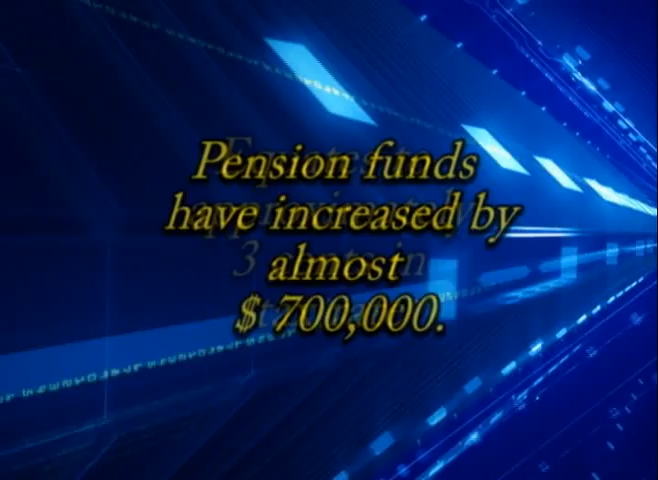 Pension funds
have increased by
almost
$ 700,000.